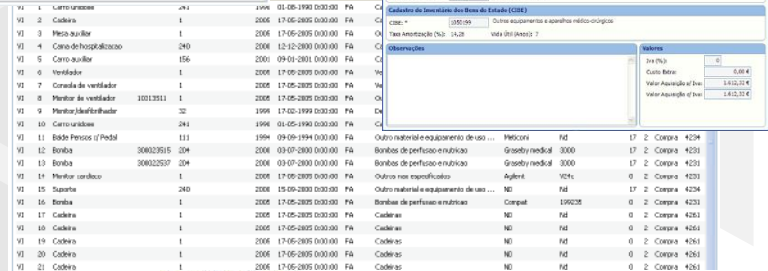 VI 1 Carro unidose 241 1990 01-08-1990 0:00:00 FA
VI 2 Cadeira 1 2005 17-05-2005 0:00:00 FA
VI 3 Mesa auxiliar 1 2005 17-05-2005 0:00:00 FA
VI 4 Cama de hospitalizacao 240 2000 12-12-2000 0:00:00 FA
VI 5 Carro auxiliar 156 2001 09-01-2001 0:00:00 FA
VI 6 Ventilador 1 2005 17-05-2005 0:00:00 FA
VI 7 Consola de ventilador 1 2005 17-05-2005 0:00:00 FA
VI 8 Monitor de ventilador 10313511 1 2005 17-05-2005 0:00:00 FA
VI 9 Monitor/desfibrilhador 32 1999 17-02-1999 0:00:00 FA
VI 10 Carro unidose 241 1990 01-05-1990 0:00:00 FA
Cadastro do Inventário dos Bens do Estado (CIBE)
CIBE: * 1050199 Outros equipamentos e aparelhos médico-cirúrgicos
Taxa Amortização (%): 14,28 Vida Útil (Anos): 7
Observações
Valores
Iva (%): 0
Custo Extra: 0,00 €
Valor Aquisição s/ Iva: 1.612,32 €
Valor Aquisição c/ Iva: 1.612,32 €
VI 11 Balde Pensos c/ Pedal 111 1994 09-09-1994 0:00:00 FA Outro material e equipamento de uso ... Meticoni Nd 17 2 Compra 4234
VI 12 Bomba 300023515 204 2000 03-07-2000 0:00:00 FA Bombas de perfusao e nutricao Graseby medical 3000 0 2 Compra 4231
VI 13 Bomba 300022537 204 2000 03-07-2000 0:00:00 FA Bombas de perfusao e nutricao Graseby medical 3000 0 2 Compra 4231
VI 14 Monitor cardiaco 1 2005 17-05-2005 0:00:00 FA Outros nao especificados Agilent V24c 0 2 Compra 4231
VI 15 Suporte 240 2000 15-09-2000 0:00:00 FA Outro material e equipamento de uso ... ND Nd 17 2 Compra 4234
VI 16 Bomba 1 2005 17-05-2005 0:00:00 FA Bombas de perfusao e nutricao Compat 199235 0 2 Compra 4231
VI 17 Cadeira 1 2005 17-05-2005 0:00:00 FA Cadeiras ND ND 0 2 Compra 4261
VI 18 Cadeira 1 2005 17-05-2005 0:00:00 FA Cadeiras ND ND 0 2 Compra 4261
VI 19 Cadeira 1 2005 17-05-2005 0:00:00 FA Cadeiras ND ND 0 2 Compra 4261
VI 20 Cadeira 1 2005 17-05-2005 0:00:00 FA Cadeiras ND ND 0 2 Compra 4261
VI 21 Cadeira 1 2005 17-05-2005 0:00:00 FA Cadeiras ND ND 0 2 Compra 4261